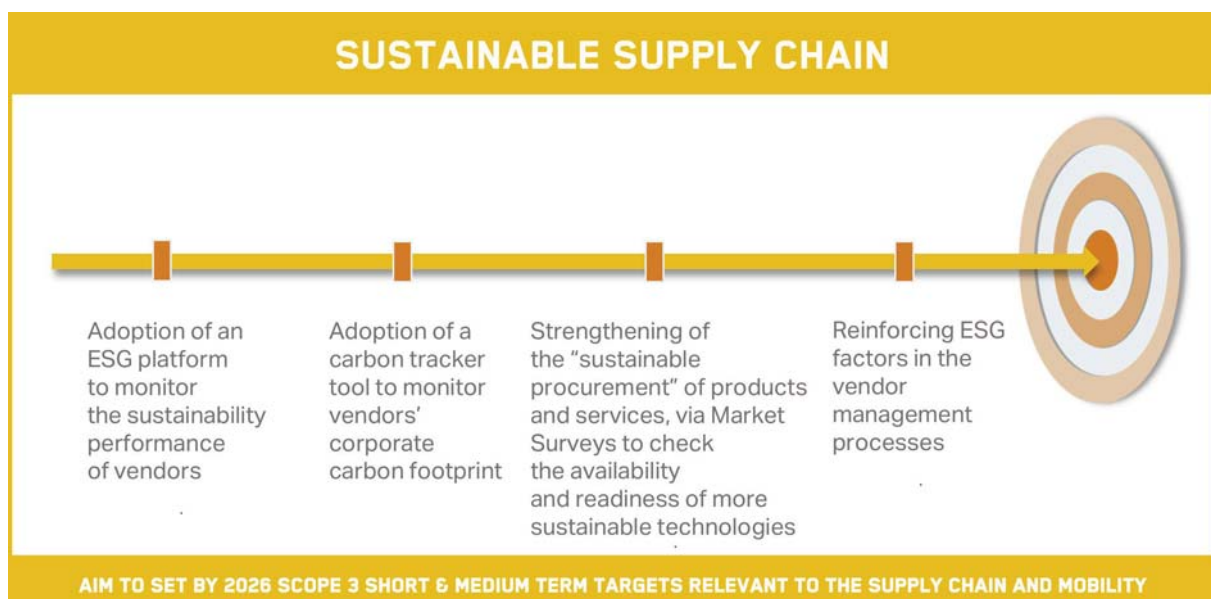 SUSTAINABLE SUPPLY CHAIN
Adoption of an
ESG platform
to monitor
the sustainability
performance
of vendors
.
Adoption of a
carbon tracker
tool to monitor
vendors’
corporate
carbon footprint
Strengthening of
the “sustainable
procurement” of products
and services, via Market
Surveys to check
the availability
and readiness of more
sustainable technologies
.
Reinforcing ESG
factors in the
vendor
management
processes
.
AIM TO SET BY 2026 SCOPE 3 SHORT & MEDIUM TERM TARGETS RELEVANT TO THE SUPPLY CHAIN AND MOBILITY